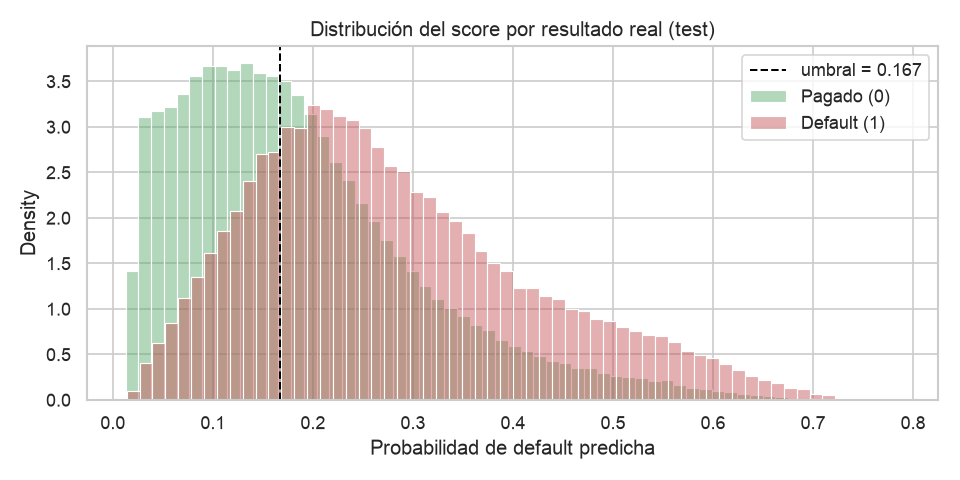 Distribución del score por resultado real (test)
umbral = 0.167
Pagado (0)
Default (1)
Density
3.5
3.0
2.5
2.0
1.5
1.0
0.5
0.0
0.0 0.1 0.2 0.3 0.4 0.5 0.6 0.7 0.8
Probabilidad de default predicha